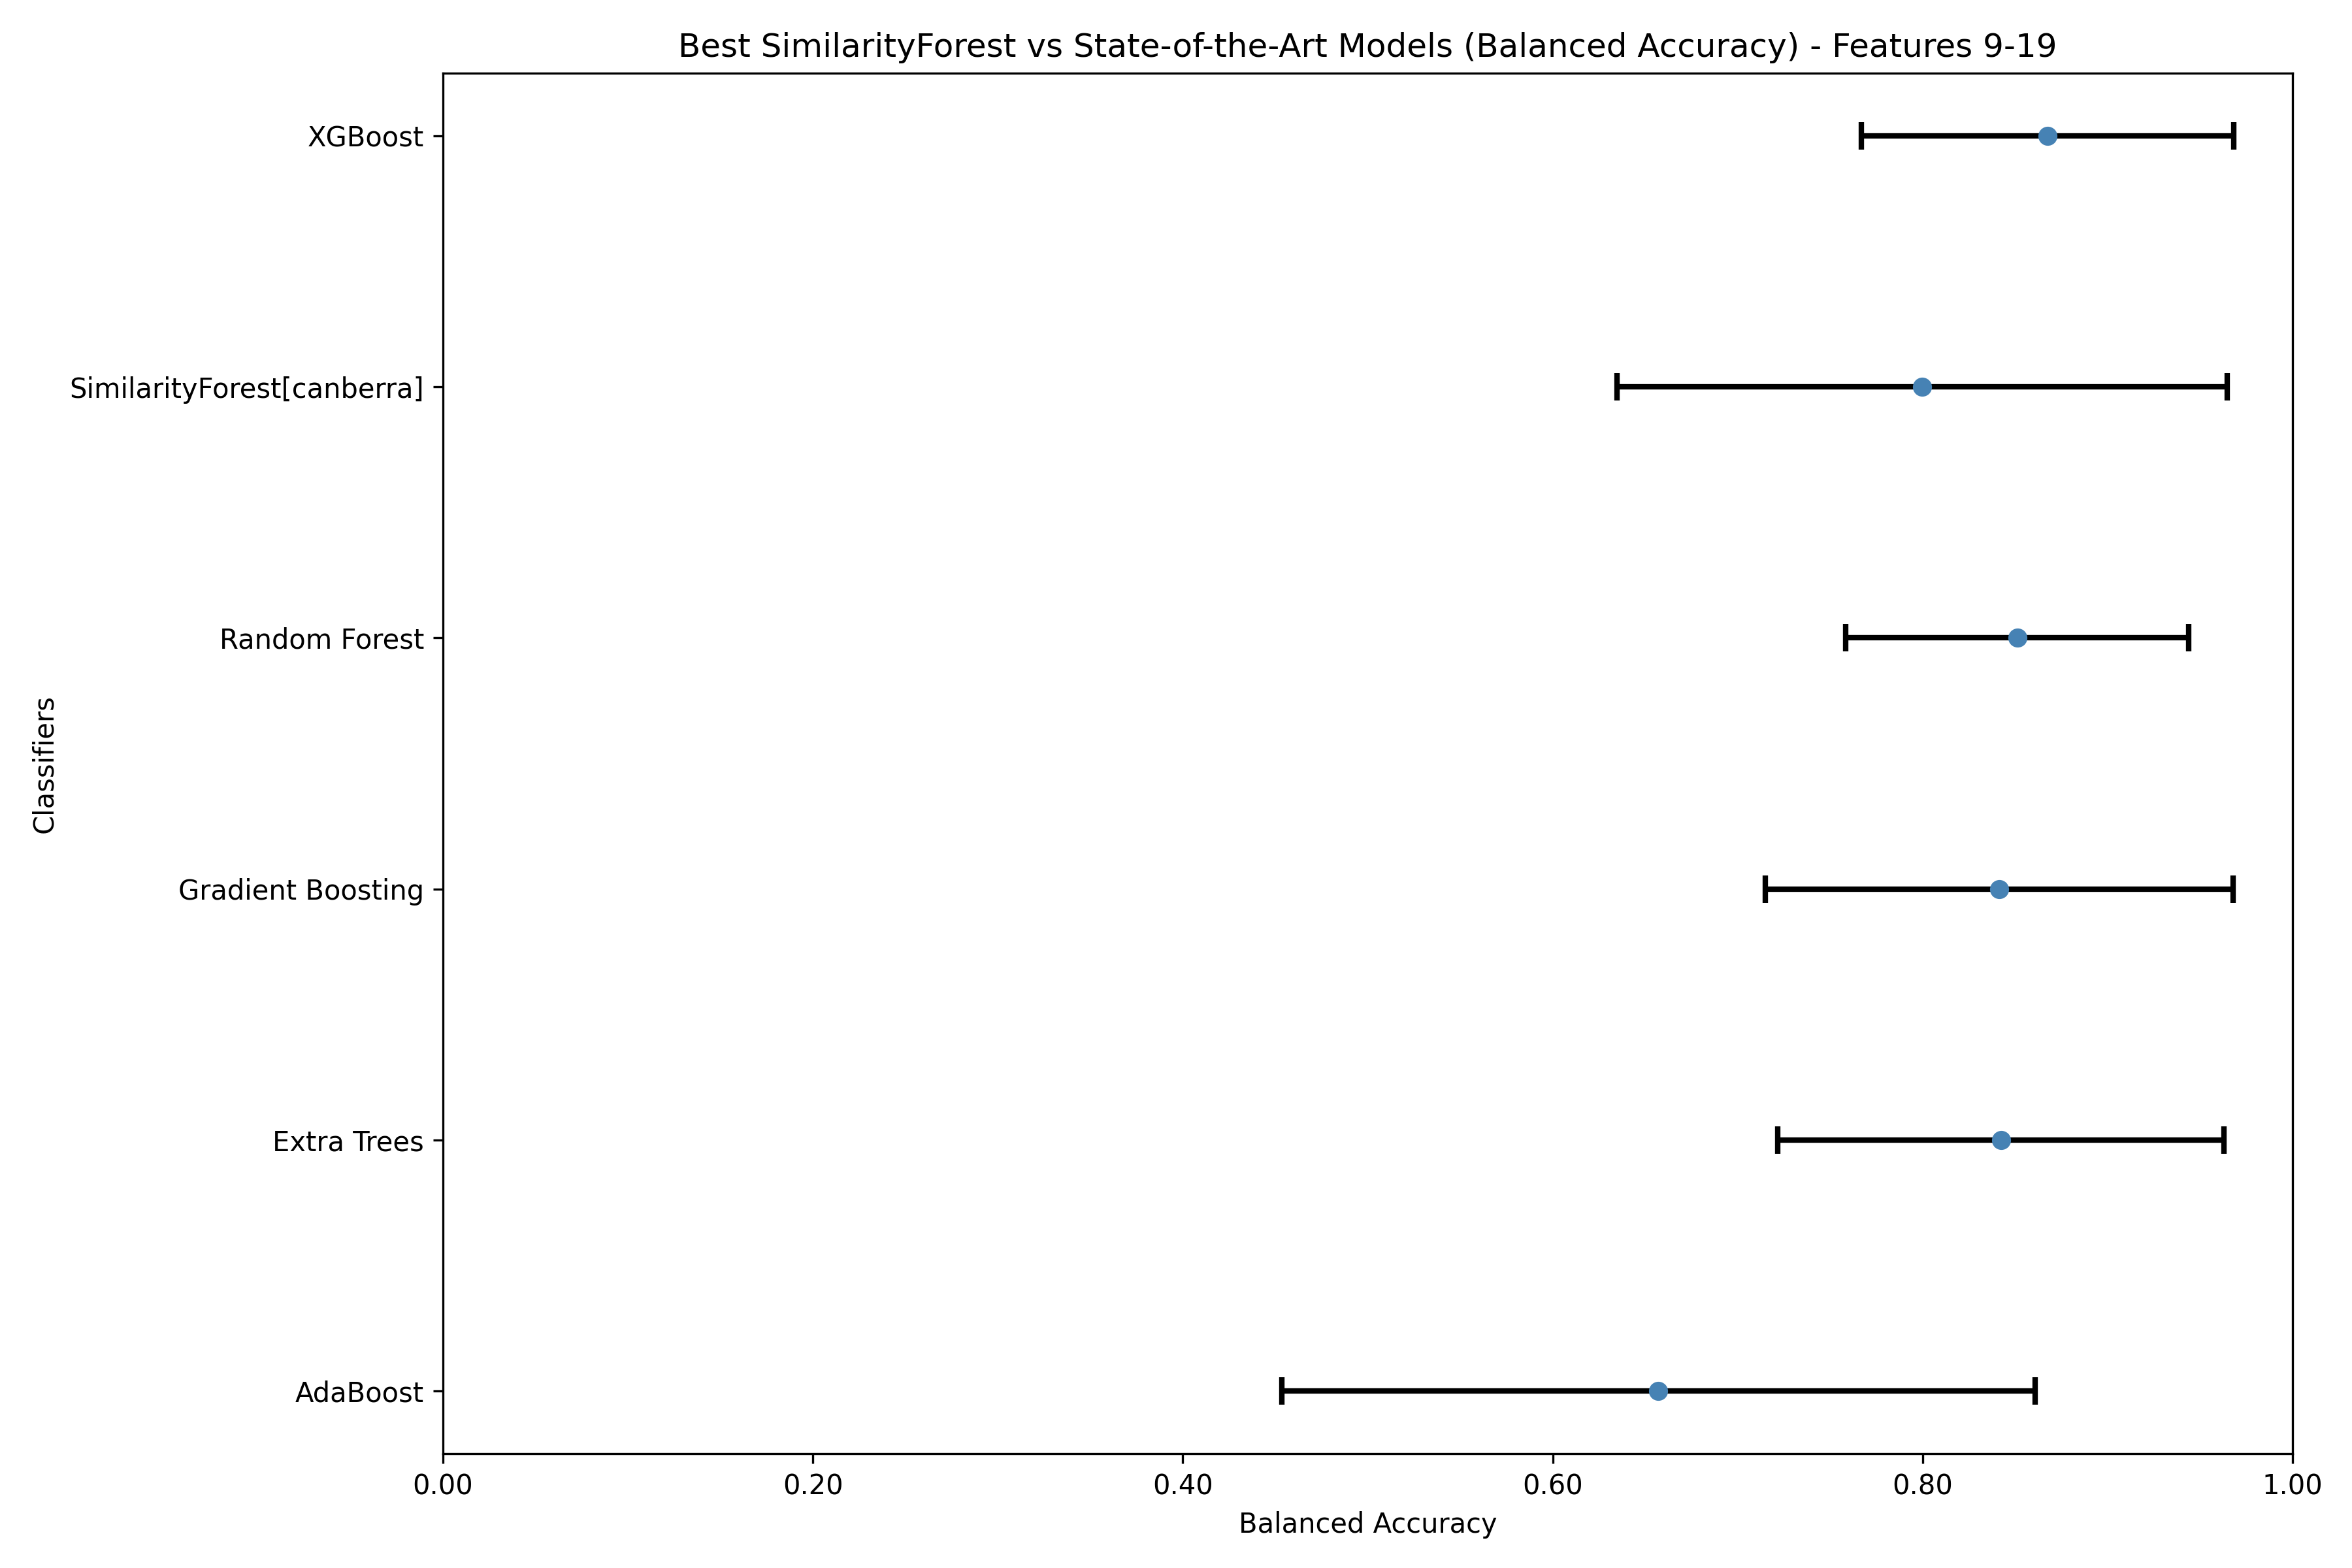 Best SimilarityForest vs State-of-the-Art Models (Balanced Accuracy) - Features 9-19
XGBoost
SimilarityForest[canberra]
Random Forest
Gradient Boosting
Extra Trees
AdaBoost
Classifiers
0.00 0.20 0.40 0.60 0.80 1.00
Balanced Accuracy